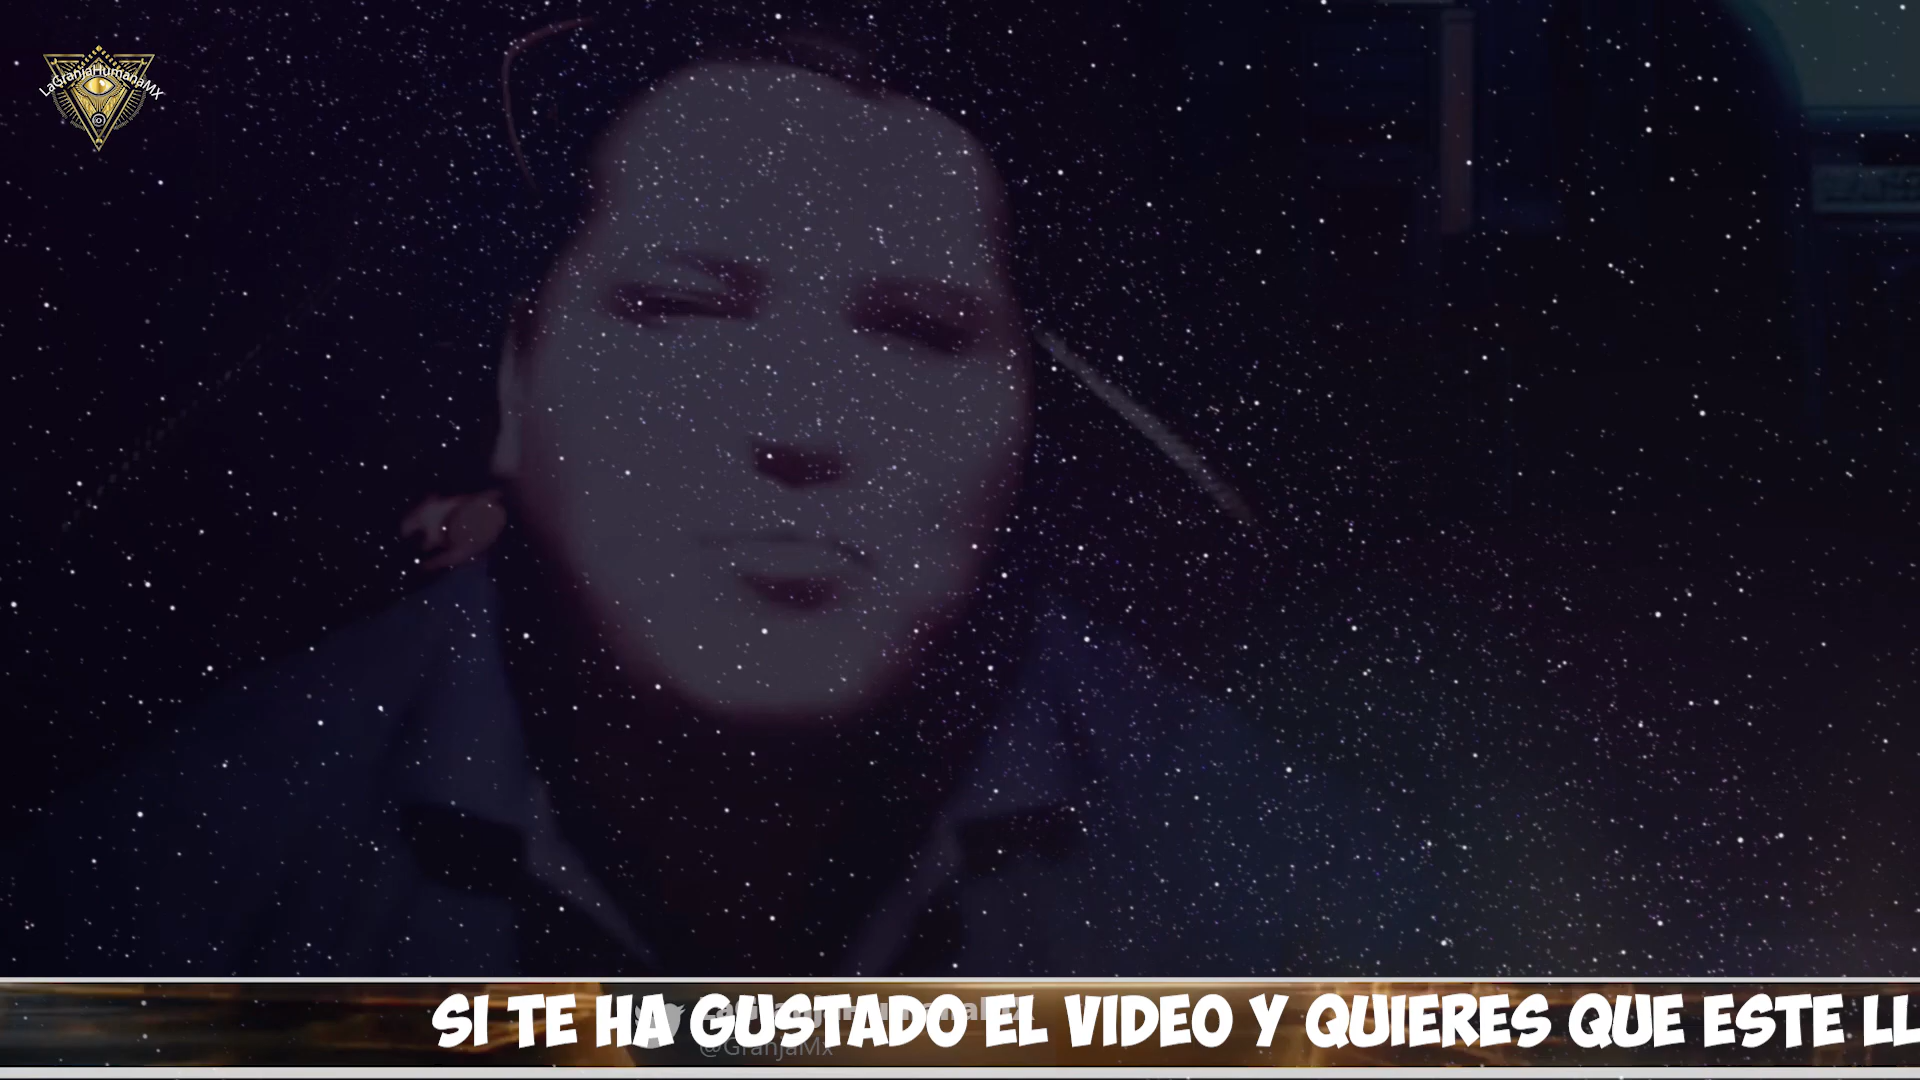 LaGranjaHumanaMX
SI TE HA GUSTADO EL VIDEO Y QUIERES QUE ESTE LL
@GranjaMx